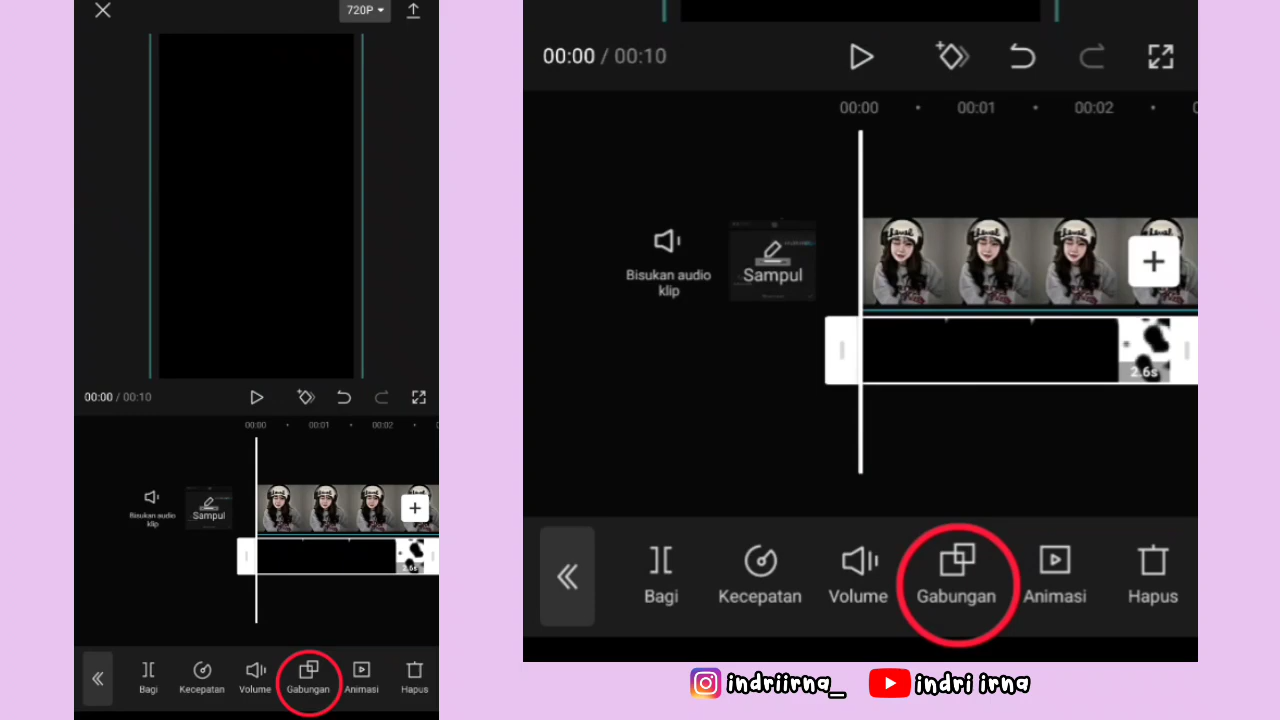 720P
00:00 / 00:10
00:00
00:01
00:02
Bisukan audio
klip
Sampul
2.6s
Bagi
Kecepatan
Volume
Gabungan
Animasi
Hapus
00:00 / 00:10
00:00
00:01
00:02
Bisukan audio
klip
Sampul
2.6s
Bagi
Kecepatan
Volume
Gabungan
Animasi
Hapus
indriirna_
indri irna